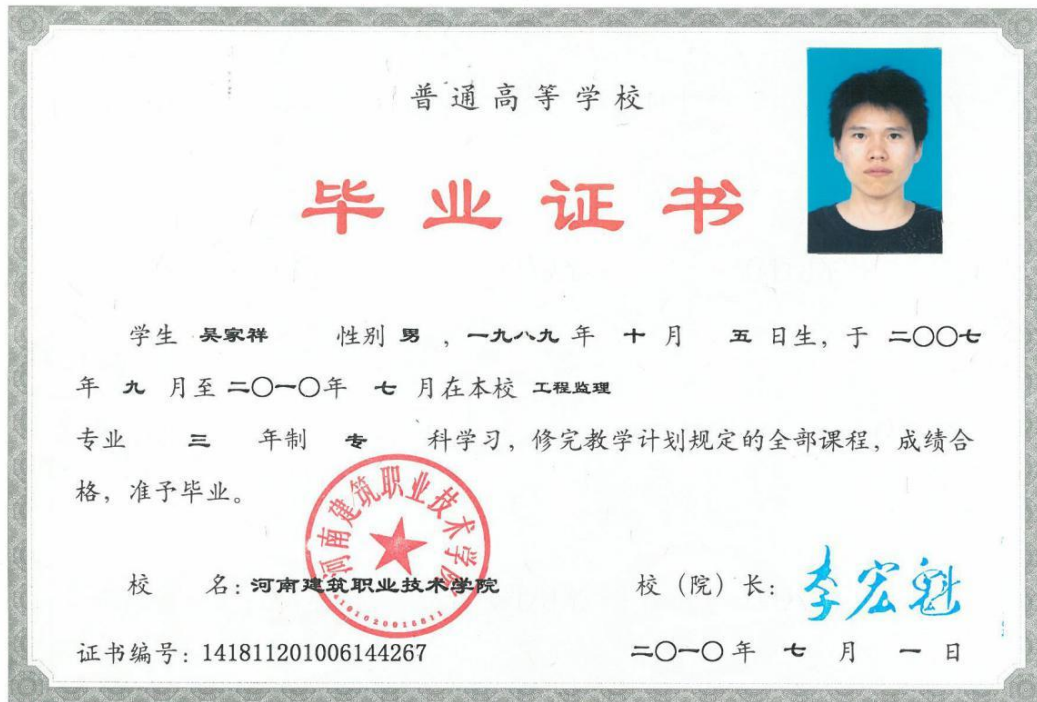 普通高等学校
毕业证书
学生 吴家祥 性别 男 ，一九八九 年 十 月 五 日生，于 二〇〇七
年 九 月至 二〇一〇年 七 月在本校 工程监理
专业 三 年制 专 科学习，修完教学计划规定的全部课程，成绩合
格，准予毕业。
河南建筑职业技术学院
校 名：河南建筑职业技术学院
校（院）长：李宏魁
证书编号：141811201006144267
二〇一〇 年 七 月 一 日